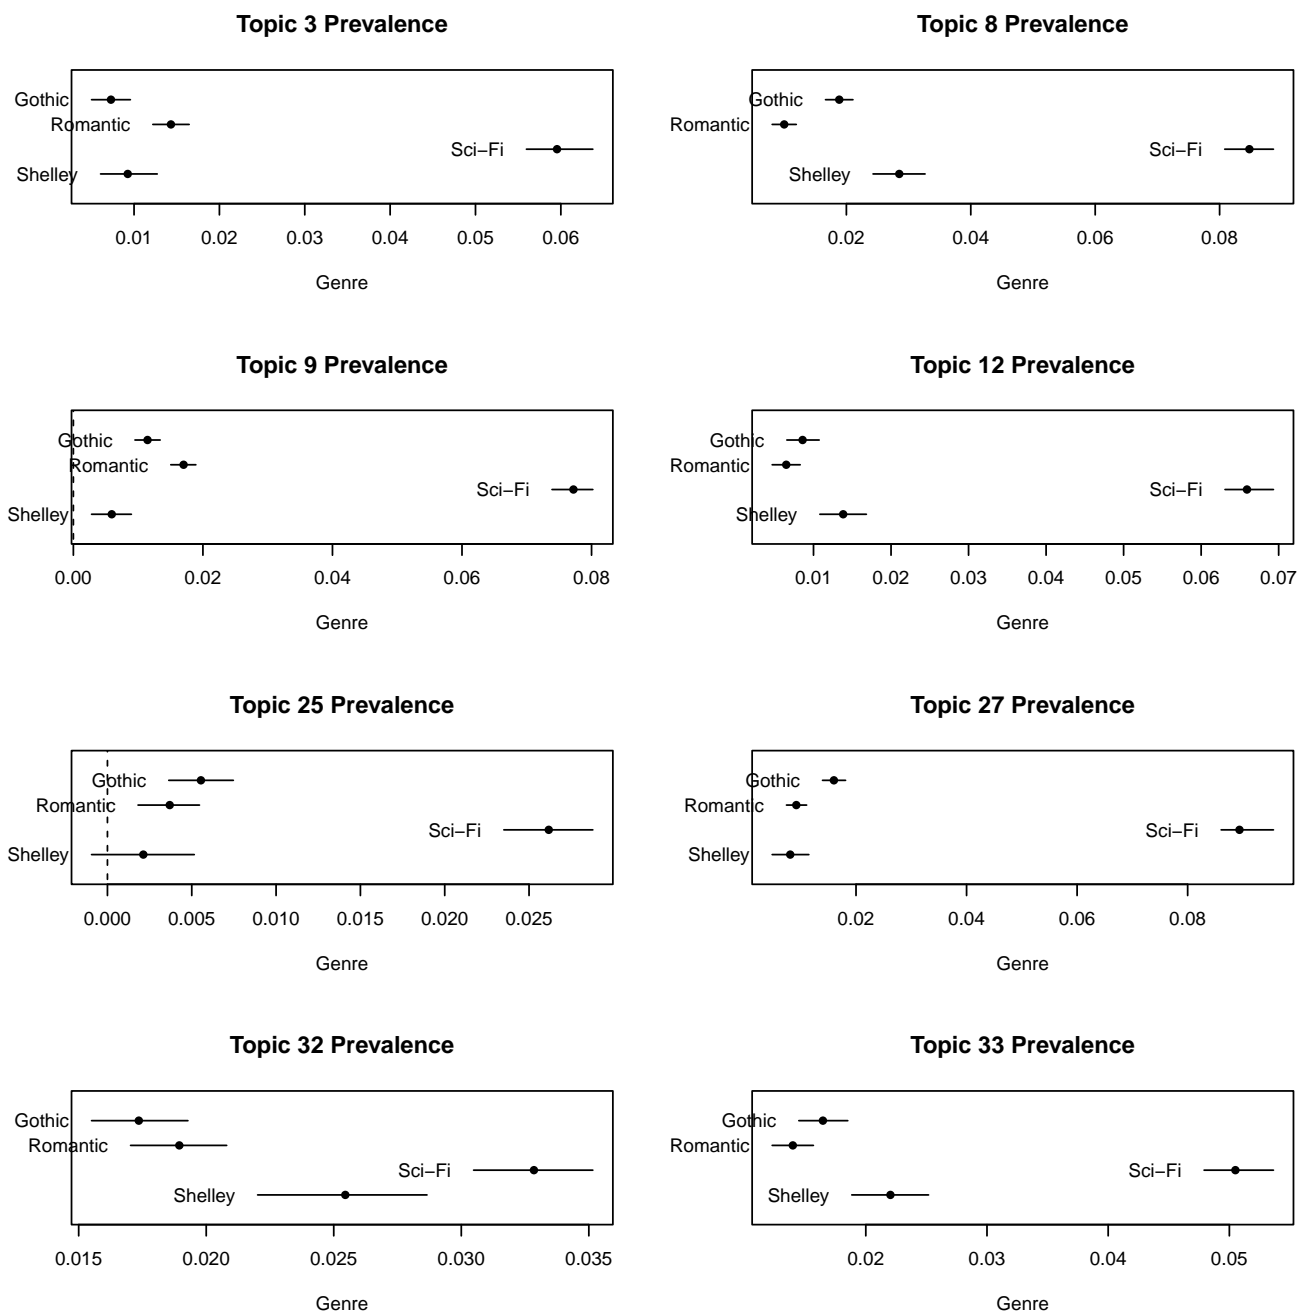 Topic 3 Prevalence
Gothic
Romantic
Sci−Fi
Shelley
0.01 0.02 0.03 0.04 0.05 0.06
Genre
Topic 8 Prevalence
Gothic
Romantic
Sci−Fi
Shelley
0.02 0.04 0.06 0.08
Genre
Topic 9 Prevalence
Gothic
Romantic
Sci−Fi
Shelley
0.00 0.02 0.04 0.06 0.08
Genre
Topic 12 Prevalence
Gothic
Romantic
Sci−Fi
Shelley
0.01 0.02 0.03 0.04 0.05 0.06 0.07
Genre
Topic 25 Prevalence
Gothic
Romantic
Sci−Fi
Shelley
0.000 0.005 0.010 0.015 0.020 0.025
Genre
Topic 27 Prevalence
Gothic
Romantic
Sci−Fi
Shelley
0.02 0.04 0.06 0.08
Genre
Topic 32 Prevalence
Gothic
Romantic
Sci−Fi
Shelley
0.015 0.020 0.025 0.030 0.035
Genre
Topic 33 Prevalence
Gothic
Romantic
Sci−Fi
Shelley
0.02 0.03 0.04 0.05
Genre